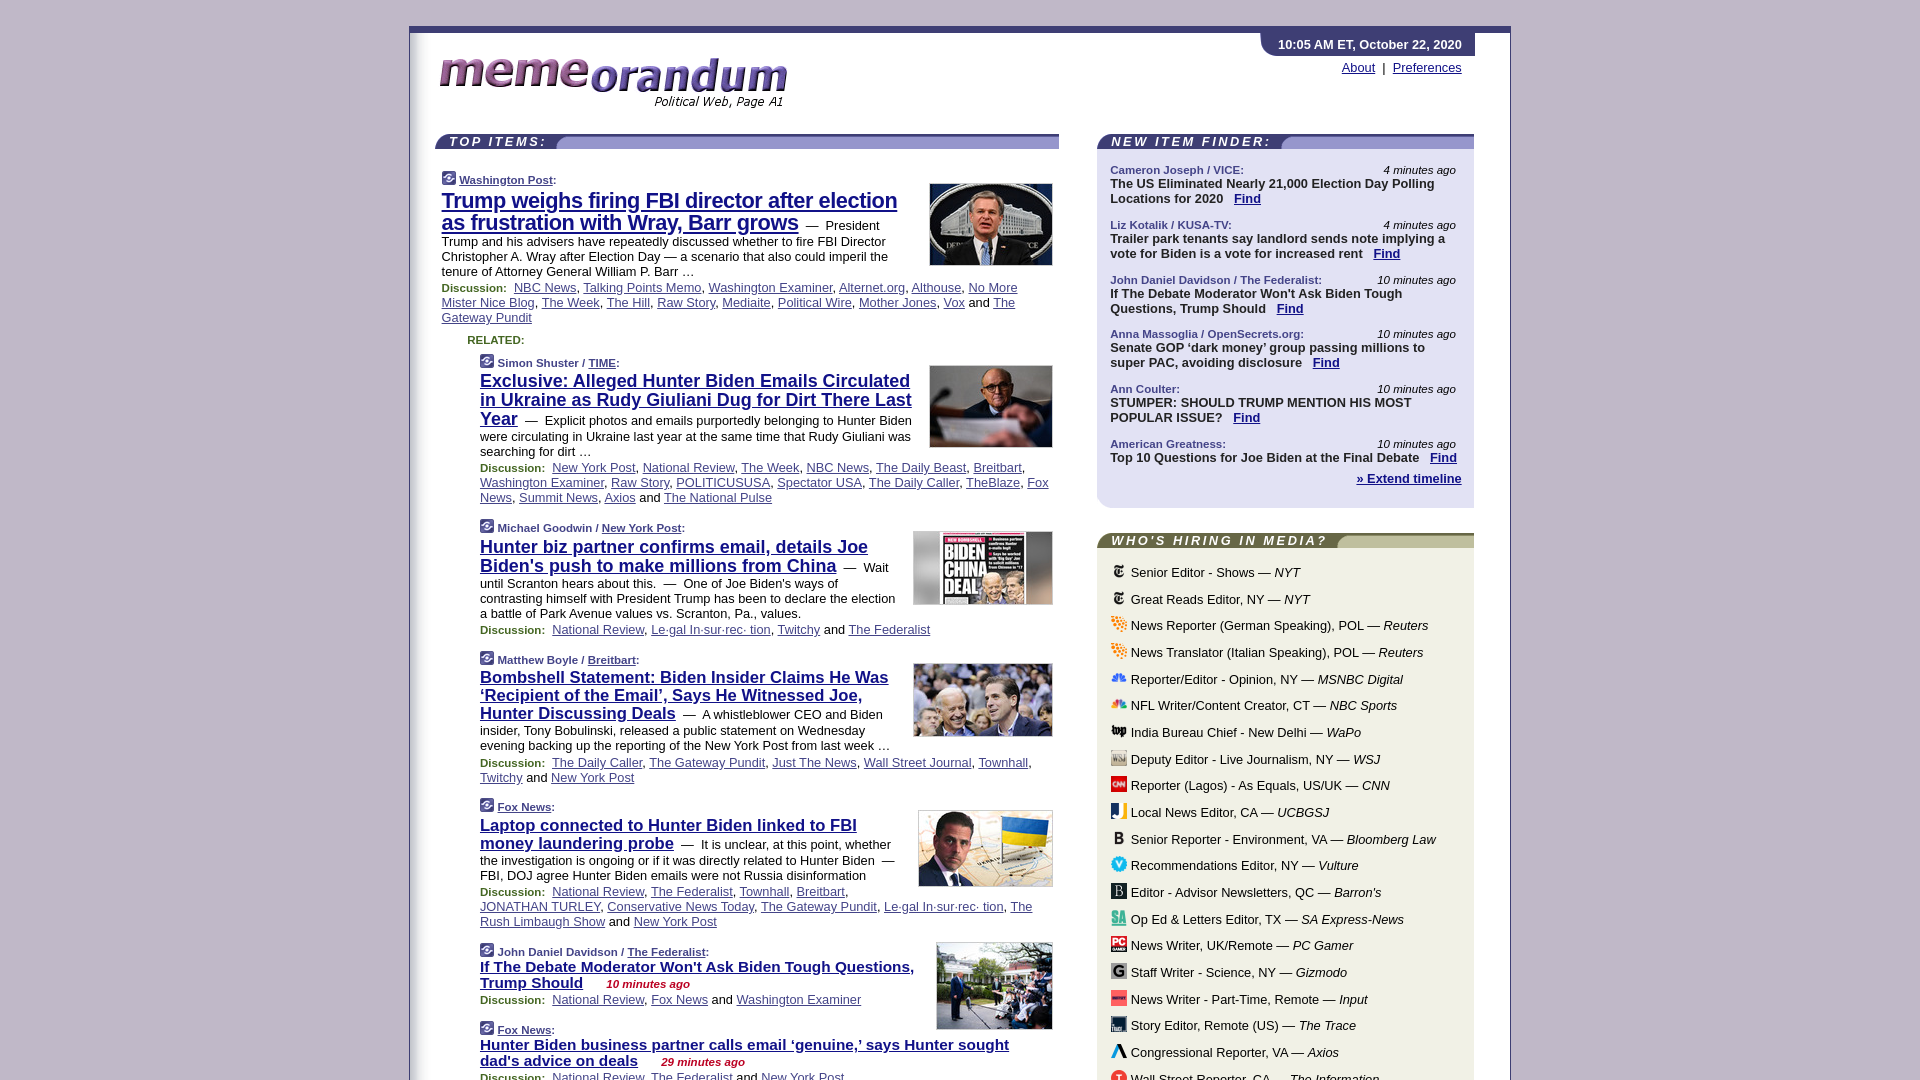 10:05 AM ET, October 22, 2020
About | Preferences
memeorandum
Political Web, Page A1
TOP ITEMS:
Washington Post:
Trump weighs firing FBI director after election
as frustration with Wray, Barr grows — President
Trump and his advisers have repeatedly discussed whether to fire FBI Director
Christopher A. Wray after Election Day — a scenario that also could imperil the
tenure of Attorney General William P. Barr …
Discussion: NBC News, Talking Points Memo, Washington Examiner, Alternet.org, Althouse, No More
Mister Nice Blog, The Week, The Hill, Raw Story, Mediaite, Political Wire, Mother Jones, Vox and The
Gateway Pundit
RELATED:
Simon Shuster / TIME:
Exclusive: Alleged Hunter Biden Emails Circulated
in Ukraine as Rudy Giuliani Dug for Dirt There Last
Year — Explicit photos and emails purportedly belonging to Hunter Biden
were circulating in Ukraine last year at the same time that Rudy Giuliani was
searching for dirt …
Discussion: New York Post, National Review, The Week, NBC News, The Daily Beast, Breitbart,
Washington Examiner, Raw Story, POLITICUSUSA, Spectator USA, The Daily Caller, TheBlaze, Fox
News, Summit News, Axios and The National Pulse
Michael Goodwin / New York Post:
Hunter biz partner confirms email, details Joe
Biden's push to make millions from China — Wait
until Scranton hears about this. — One of Joe Biden's ways of
contrasting himself with President Trump has been to declare the election
a battle of Park Avenue values vs. Scranton, Pa., values.
Discussion: National Review, Le·gal In·sur·rec· tion, Twitchy and The Federalist
BIDEN
CHINA
DEAL
Matthew Boyle / Breitbart:
Bombshell Statement: Biden Insider Claims He Was
‘Recipient of the Email’, Says He Witnessed Joe,
Hunter Discussing Deals — A whistleblower CEO and Biden
insider, Tony Bobulinski, released a public statement on Wednesday
evening backing up the reporting of the New York Post from last week …
Discussion: The Daily Caller, The Gateway Pundit, Just The News, Wall Street Journal, Townhall,
Twitchy and New York Post
Fox News:
Laptop connected to Hunter Biden linked to FBI
money laundering probe — It is unclear, at this point, whether
the investigation is ongoing or if it was directly related to Hunter Biden —
FBI, DOJ agree Hunter Biden emails were not Russia disinformation
Discussion: National Review, The Federalist, Townhall, Breitbart,
JONATHAN TURLEY, Conservative News Today, The Gateway Pundit, Le·gal In·sur·rec· tion, The
Rush Limbaugh Show and New York Post
John Daniel Davidson / The Federalist:
If The Debate Moderator Won't Ask Biden Tough Questions,
Trump Should 10 minutes ago
Discussion: National Review, Fox News and Washington Examiner
Fox News:
Hunter Biden business partner calls email ‘genuine,’ says Hunter sought
dad's advice on deals 29 minutes ago
Discussion: National Review, The Federalist and New York Post
NEW ITEM FINDER:
Cameron Joseph / VICE: 4 minutes ago
The US Eliminated Nearly 21,000 Election Day Polling
Locations for 2020 Find
Liz Kotalik / KUSA-TV: 4 minutes ago
Trailer park tenants say landlord sends note implying a
vote for Biden is a vote for increased rent Find
John Daniel Davidson / The Federalist: 10 minutes ago
If The Debate Moderator Won't Ask Biden Tough
Questions, Trump Should Find
Anna Massoglia / OpenSecrets.org: 10 minutes ago
Senate GOP ‘dark money’ group passing millions to
super PAC, avoiding disclosure Find
Ann Coulter: 10 minutes ago
STUMPER: SHOULD TRUMP MENTION HIS MOST
POPULAR ISSUE? Find
American Greatness: 10 minutes ago
Top 10 Questions for Joe Biden at the Final Debate Find
» Extend timeline
WHO'S HIRING IN MEDIA?
Senior Editor - Shows — NYT
Great Reads Editor, NY — NYT
News Reporter (German Speaking), POL — Reuters
News Translator (Italian Speaking), POL — Reuters
Reporter/Editor - Opinion, NY — MSNBC Digital
NFL Writer/Content Creator, CT — NBC Sports
India Bureau Chief - New Delhi — WaPo
Deputy Editor - Live Journalism, NY — WSJ
Reporter (Lagos) - As Equals, US/UK — CNN
Local News Editor, CA — UCBGSJ
Senior Reporter - Environment, VA — Bloomberg Law
Recommendations Editor, NY — Vulture
Editor - Advisor Newsletters, QC — Barron's
Op Ed & Letters Editor, TX — SA Express-News
News Writer, UK/Remote — PC Gamer
Staff Writer - Science, NY — Gizmodo
News Writer - Part-Time, Remote — Input
Story Editor, Remote (US) — The Trace
Congressional Reporter, VA — Axios
Wall Street Reporter, CA — The Information